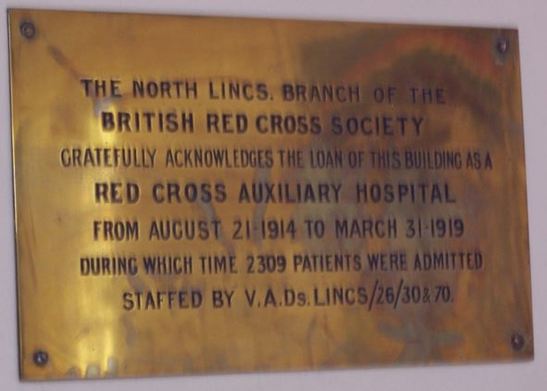 THE NORTH LINCS. BRANCH OF THE
BRITISH RED CROSS SOCIETY
GRATEFULLY ACKNOWLEDGES THE LOAN OF THIS BUILDING AS A
RED CROSS AUXILIARY HOSPITAL
FROM AUGUST 21-1914 TO MARCH 31-1919
DURING WHICH TIME 2309 PATIENTS WERE ADMITTED
STAFFED BY V.A.Ds. LINCS/26/30 & 70.